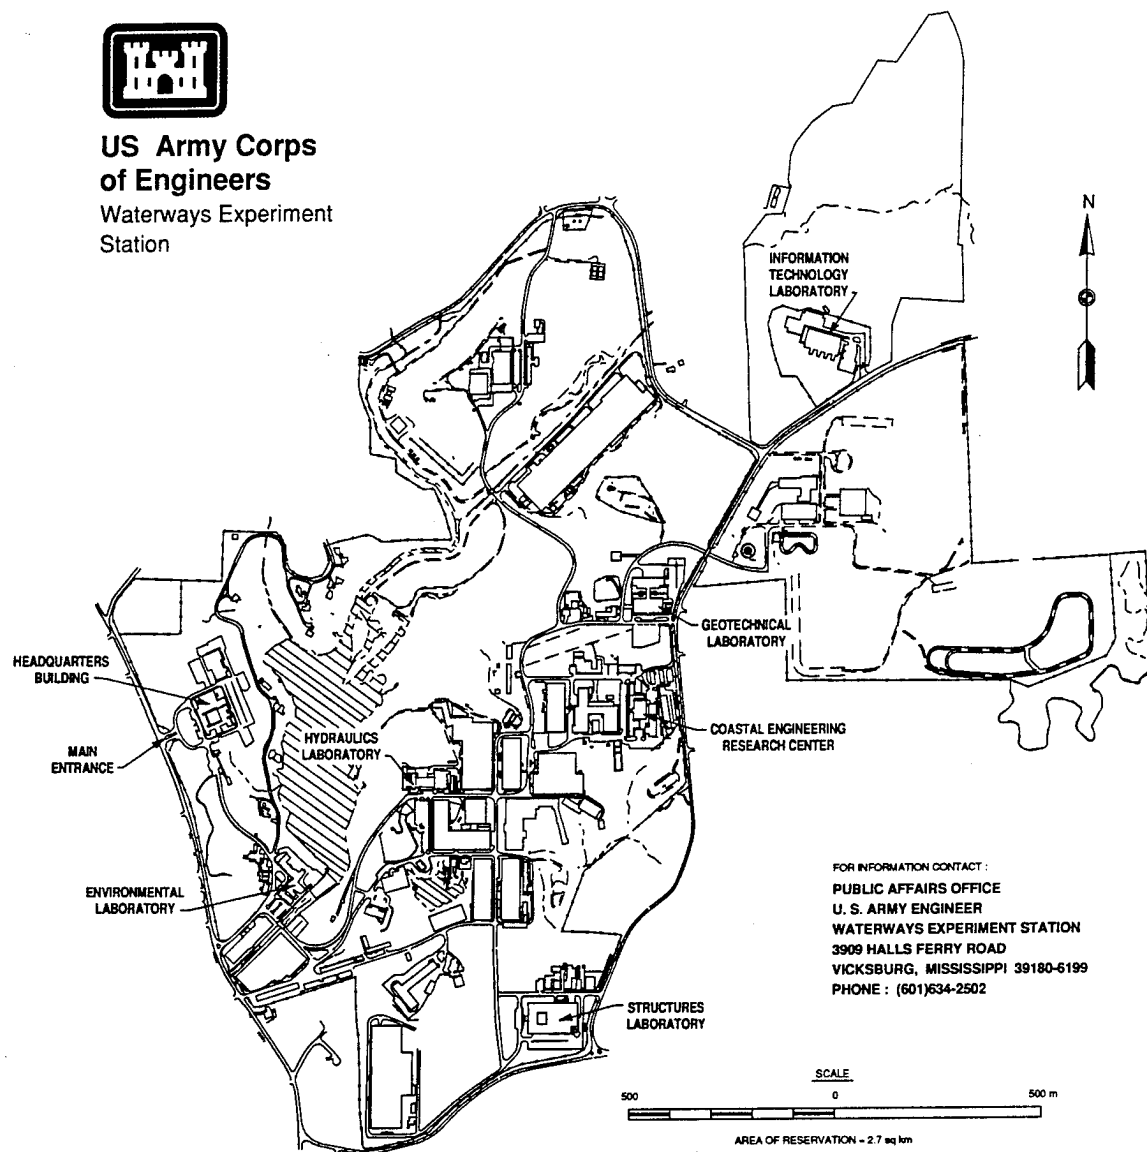 US Army Corps
of Engineers
Waterways Experiment
Station
N
INFORMATION
TECHNOLOGY
LABORATORY
GEOTECHNICAL
LABORATORY
HEADQUARTERS
BUILDING
MAIN
ENTRANCE
HYDRAULICS
LABORATORY
COASTAL ENGINEERING
RESEARCH CENTER
ENVIRONMENTAL
LABORATORY
STRUCTURES
LABORATORY
FOR INFORMATION CONTACT :
PUBLIC AFFAIRS OFFICE
U. S. ARMY ENGINEER
WATERWAYS EXPERIMENT STATION
3909 HALLS FERRY ROAD
VICKSBURG, MISSISSIPPI 39180-6199
PHONE : (601)634-2502
SCALE
500 0 500 m
AREA OF RESERVATION = 2.7 sq km